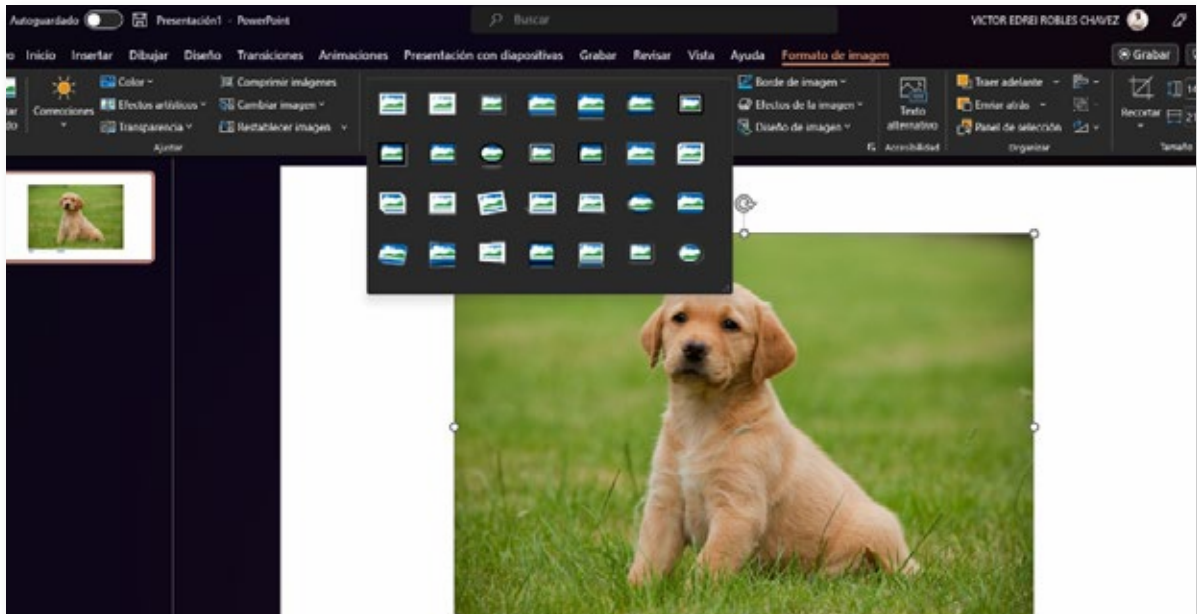 Autoguardado Presentación1 - PowerPoint Buscar VICTOR EDREI ROBLES CHAVEZ
Inicio Insertar Dibujar Diseño Transiciones Animaciones Presentación con diapositivas Grabar Revisar Vista Ayuda Formato de imagen Grabar
Color Comprimir imágenes Borde de imagen Traer adelante
Correcciones Efectos artísticos Cambiar imagen Efectos de la imagen Texto alternativo Enviar atrás Recortar
Transparencia Restablecer imagen Diseño de imagen Panel de selección
Ajustar Accesibilidad Organizar Tamaño